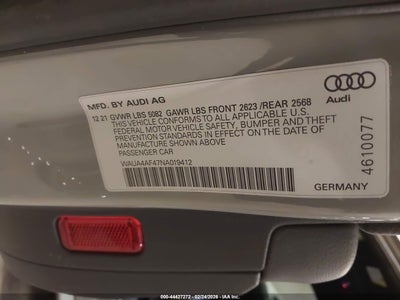 MFD. BY AUDI AG
12 21 GVWR LBS 5082 GAWR LBS FRONT 2623 /REAR 2568
THIS VEHICLE CONFORMS TO ALL APPLICABLE U.S.
FEDERAL MOTOR VEHICLE SAFETY, BUMPER AND THEFT
PREVENTION STANDARDS IN EFFECT ON THE DATE OF
MANUFACTURE SHOWN ABOVE
PASSENGER CAR
WAUA4AF47NA019412
Audi
4610077
GERMANY
000-44427272 - 02/24/2026 - IAA Inc.